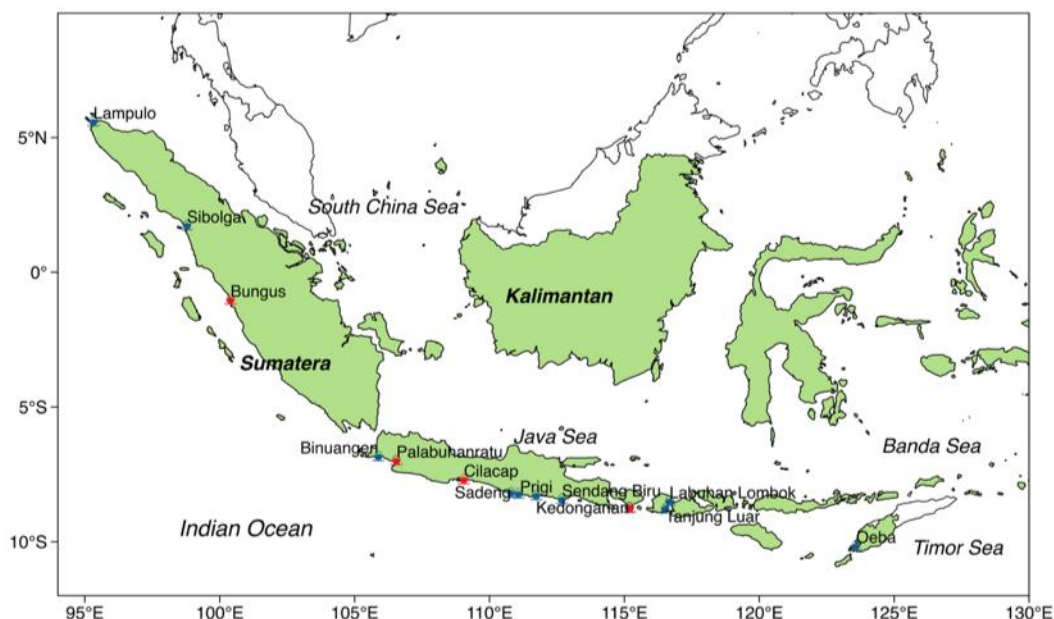 Lampulo
5°N
South China Sea
Sibolga
0°
Bungus
Kalimantan
Sumatera
5°S
Java Sea
Binuangen
Palabuhanratu
Banda Sea
Cilacap
Sadeng
Prigi
Sendang Biru
Labuhan Lombok
Kedonganan
Tanjung Luar
Indian Ocean
Oeba
10°S
Timor Sea
95°E
100°E
105°E
110°E
115°E
120°E
125°E
130°E